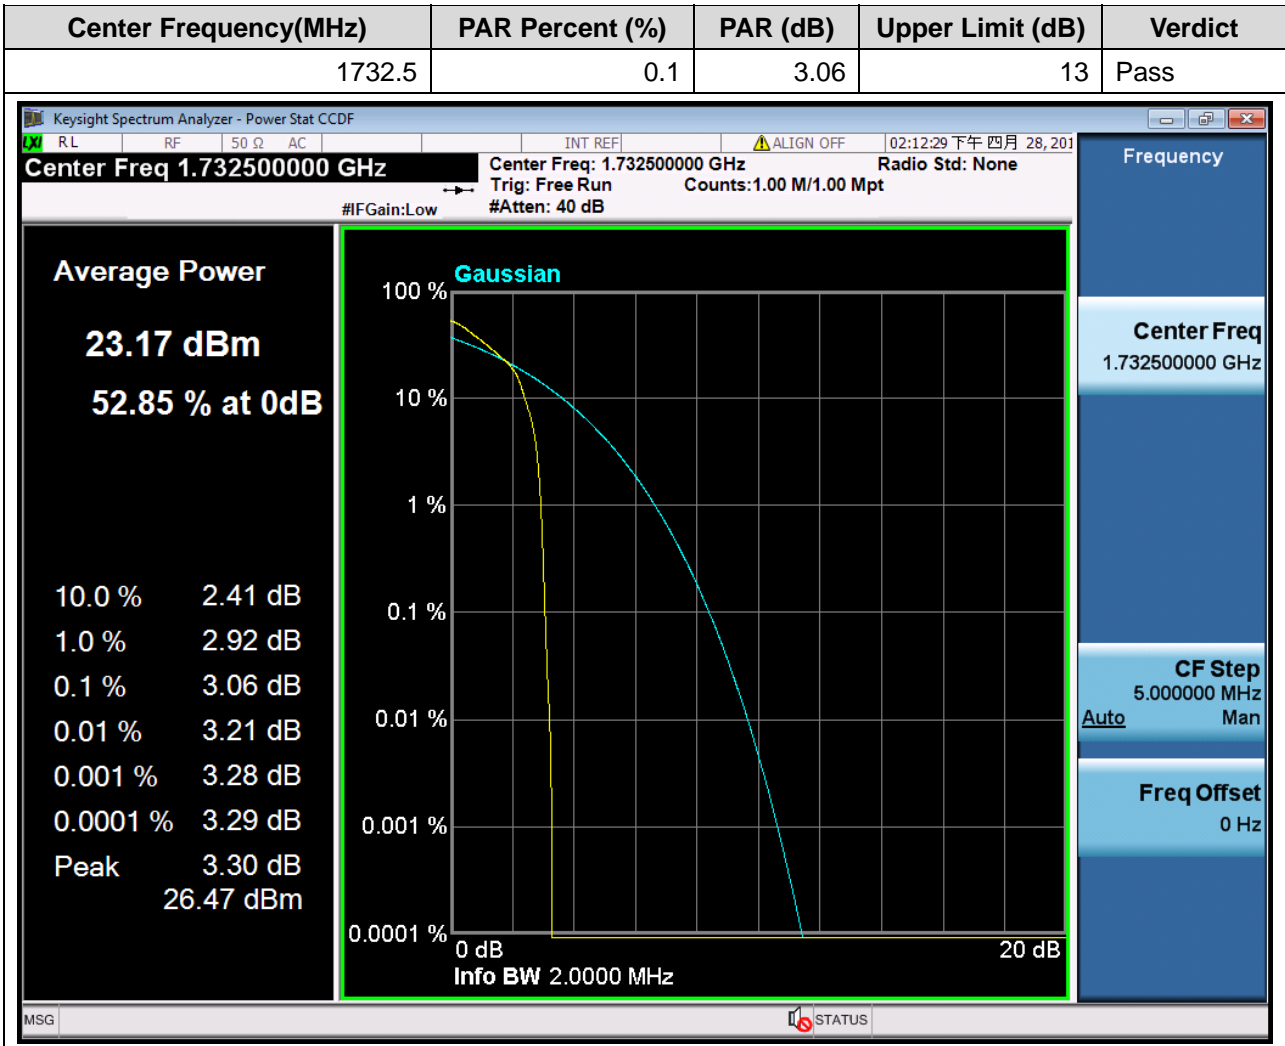 Center Frequency(MHz) PAR Percent (%) PAR (dB) Upper Limit (dB) Verdict
1732.5 0.1 3.06 13 Pass
Keysight Spectrum Analyzer - Power Stat CCDF
LXI RL RF 50 Ω AC INT REF ALIGN OFF 02:12:29 下午 四月 28, 201
Center Freq 1.732500000 GHz
Center Freq: 1.732500000 GHz Radio Std: None
Trig: Free Run Counts:1.00 M/1.00 Mpt
#IFGain:Low #Atten: 40 dB
Frequency
Average Power
23.17 dBm
52.85 % at 0dB
10.0 % 2.41 dB
1.0 % 2.92 dB
0.1 % 3.06 dB
0.01 % 3.21 dB
0.001 % 3.28 dB
0.0001 % 3.29 dB
Peak 3.30 dB
26.47 dBm
Gaussian
100 %
10 %
1 %
0.1 %
0.01 %
0.001 %
0.0001 %
0 dB 20 dB
Info BW 2.0000 MHz
Center Freq
1.732500000 GHz
CF Step
5.000000 MHz
Auto Man
Freq Offset
0 Hz
MSG STATUS